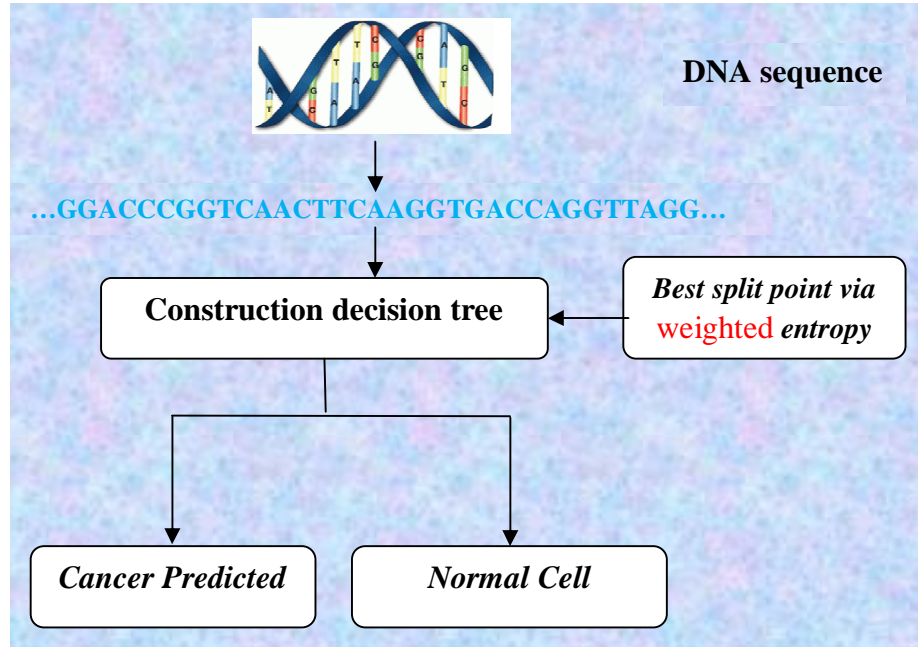 DNA sequence
…GGACCCGGTCAACTTCAAGGTGACCAGGTTAGG…
Construction decision tree
Best split point via
weighted entropy
Cancer Predicted
Normal Cell